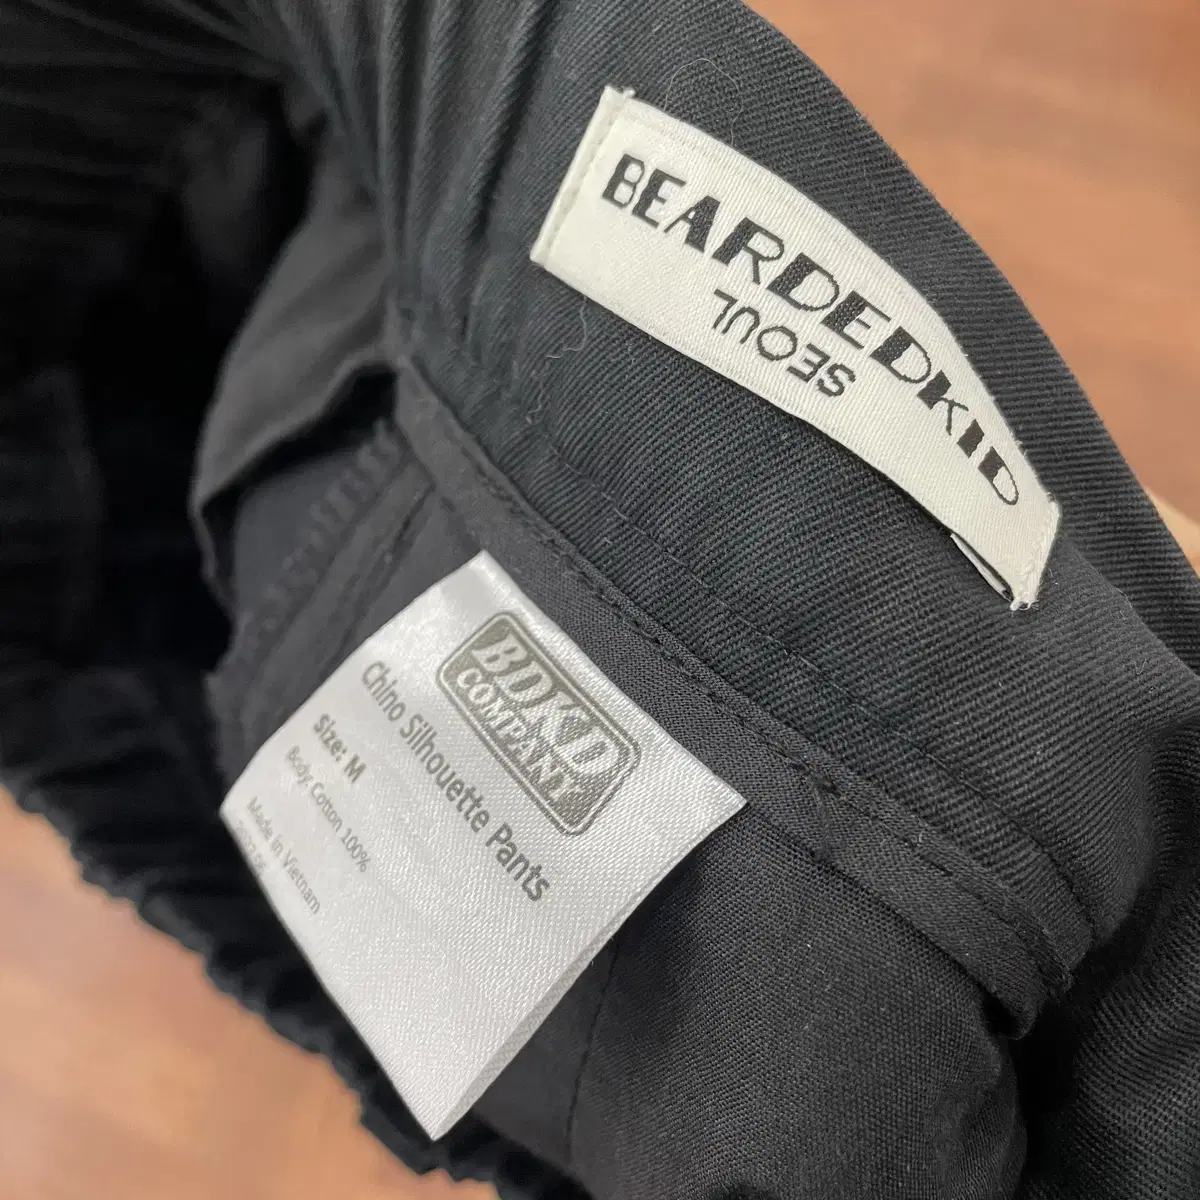 BEARDEDKID
SEOUL
BDKD
COMPANY
Chino Silhouette Pants
Size: M
Body: Cotton 100%
Made in Vietnam